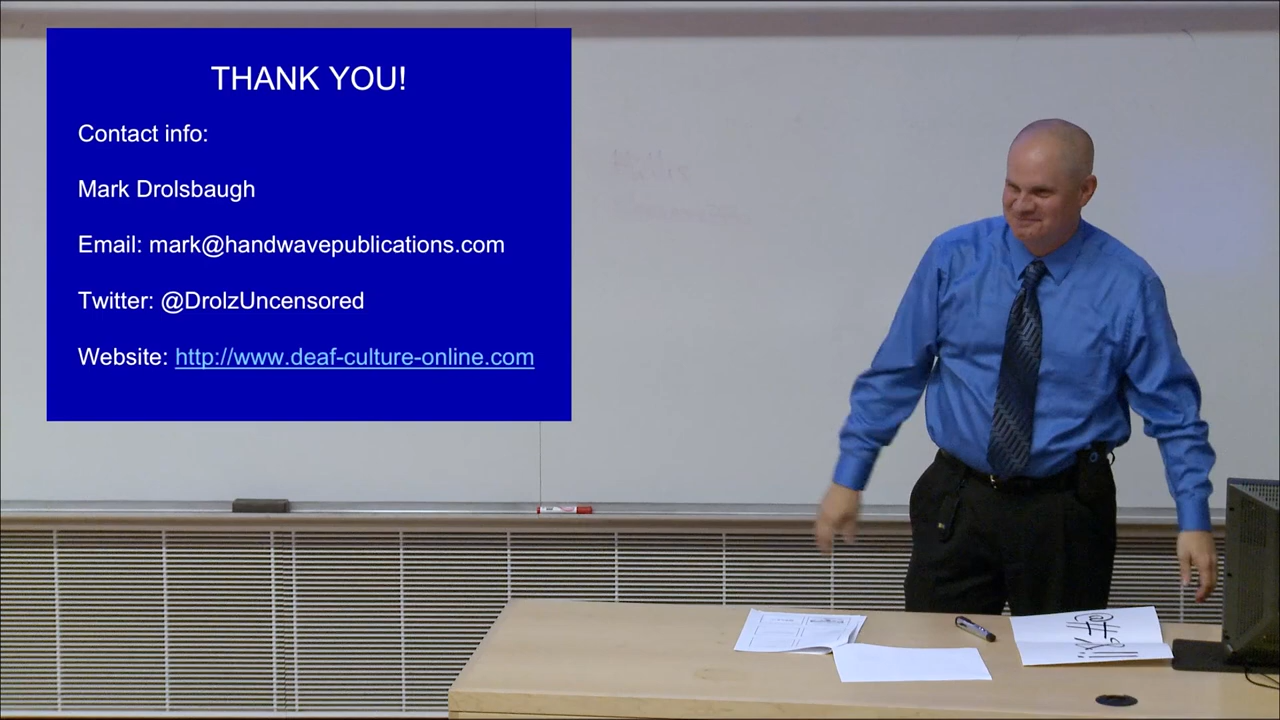 THANK YOU!
Contact info:
Mark Drolsbaugh
Email: mark@handwavepublications.com
Twitter: @DrolzUncensored
Website: http://www.deaf-culture-online.com